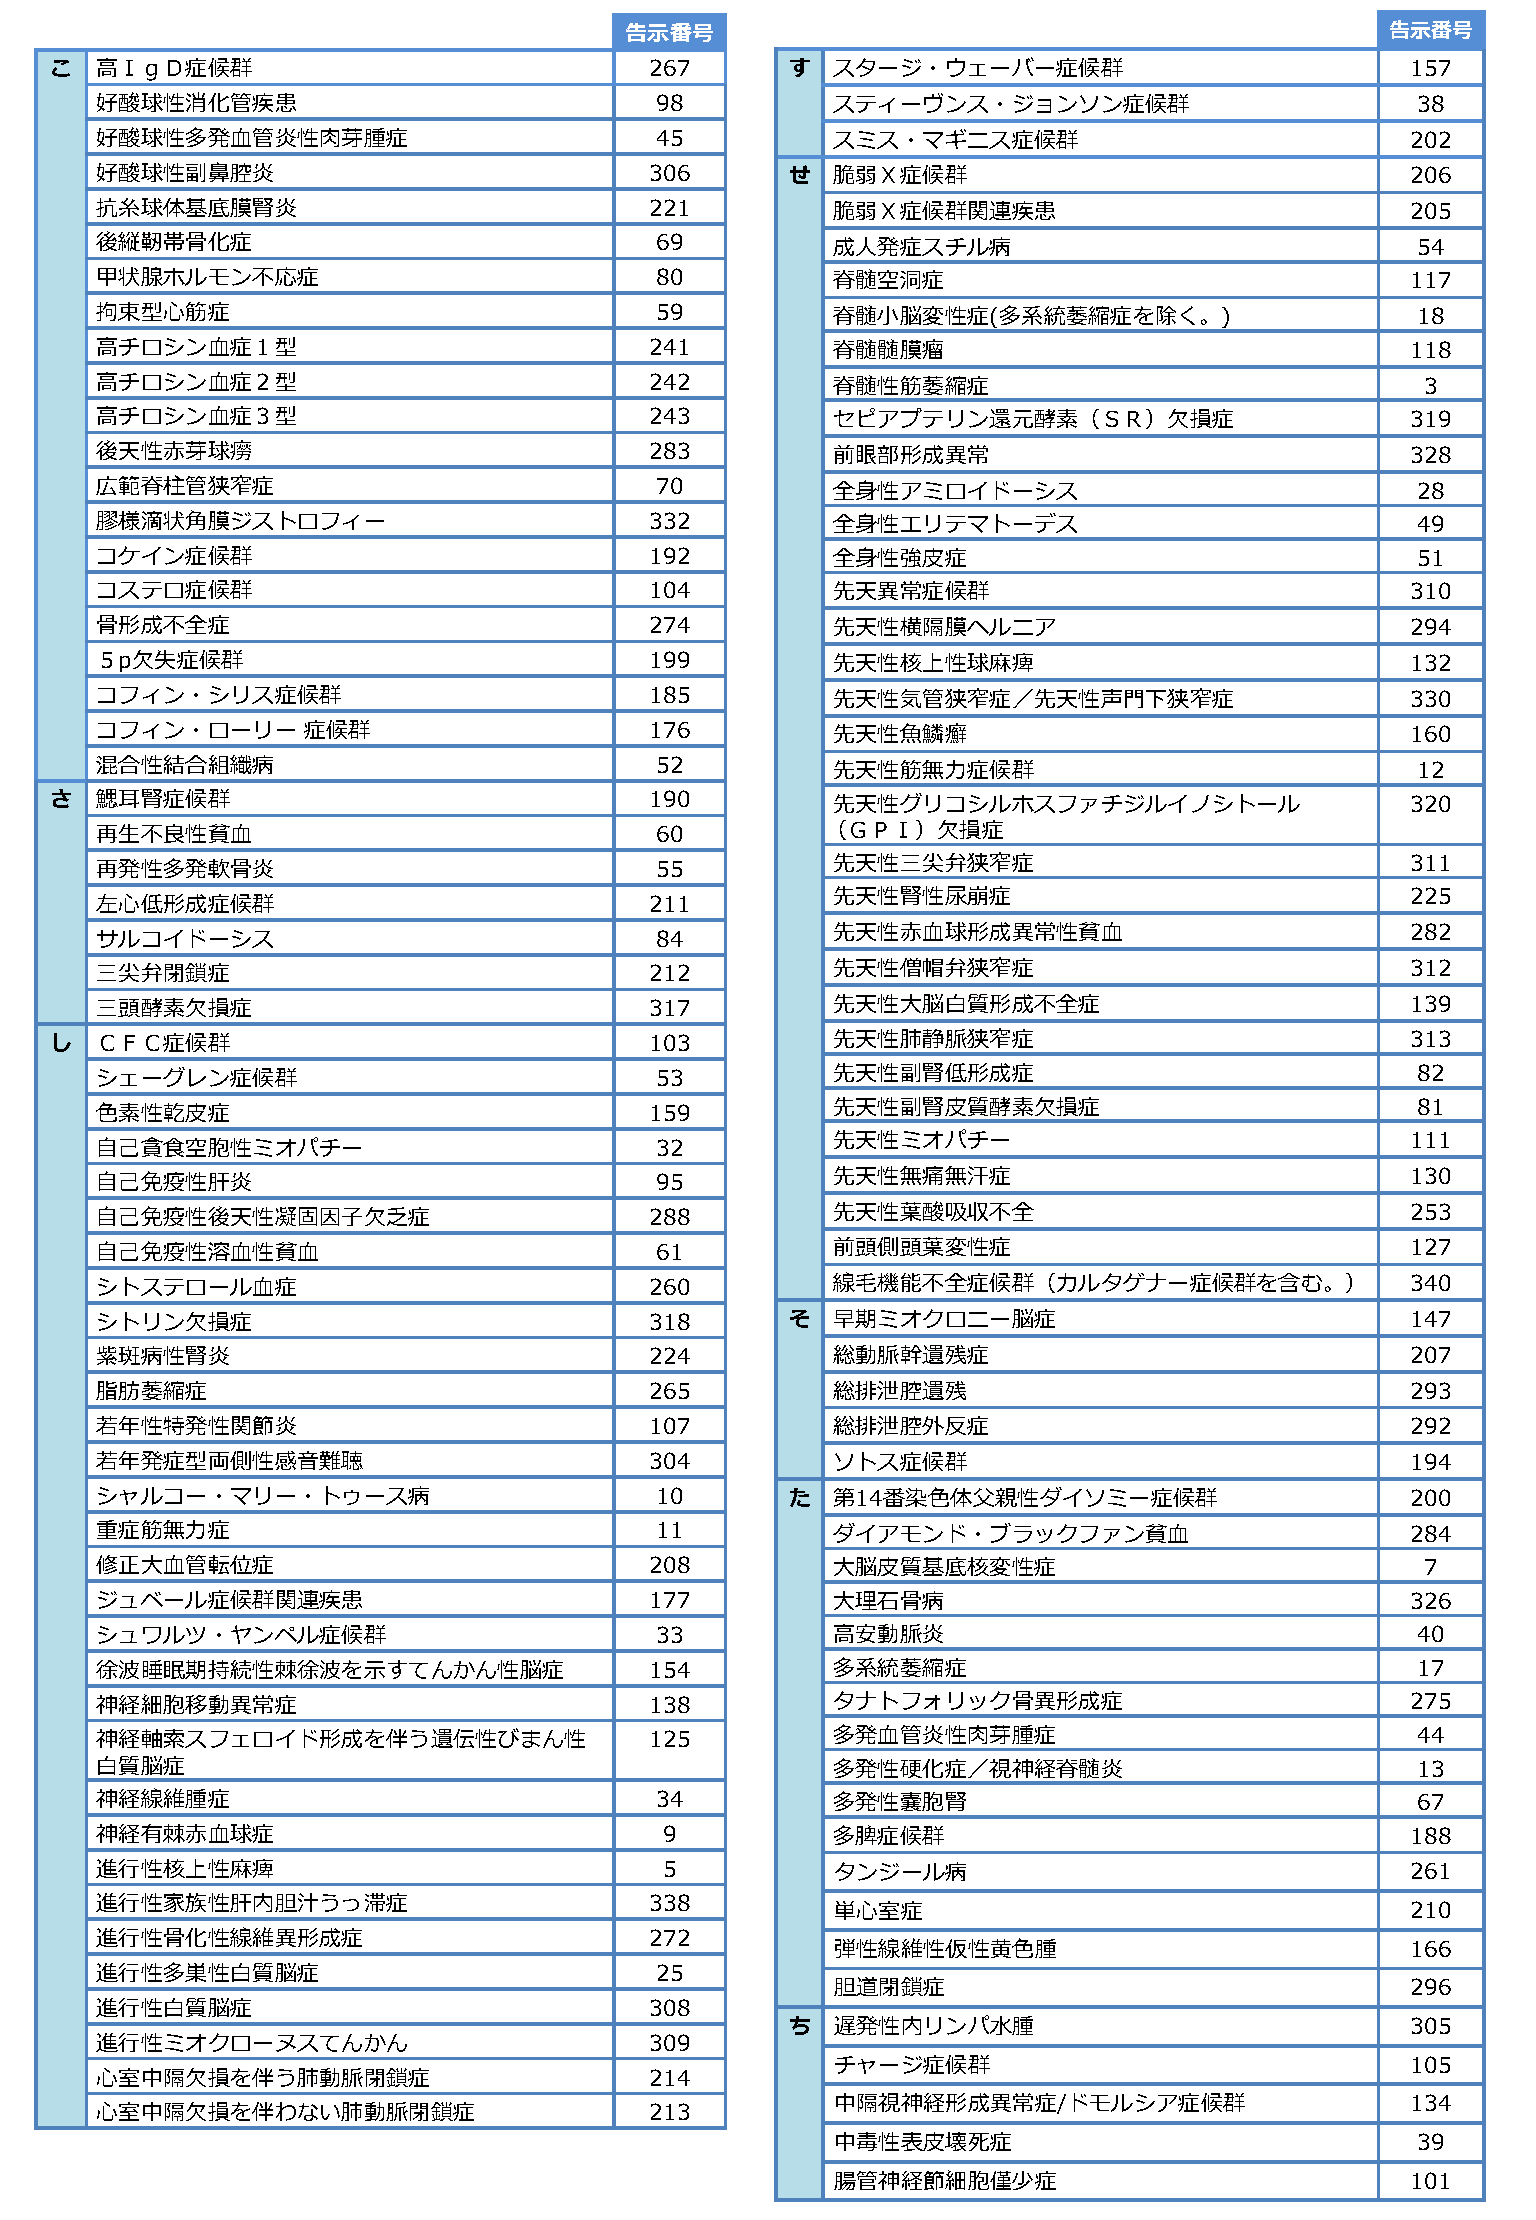 告示番号
こ 高ＩｇＤ症候群 267
好酸球性消化管疾患 98
好酸球性多発血管炎性肉芽腫症 45
好酸球性副鼻腔炎 306
抗糸球体基底膜腎炎 221
後縦靭帯骨化症 69
甲状腺ホルモン不応症 80
拘束型心筋症 59
高チロシン血症１型 241
高チロシン血症２型 242
高チロシン血症３型 243
後天性赤芽球癆 283
広範脊柱管狭窄症 70
膠様滴状角膜ジストロフィー 332
コケイン症候群 192
コステロ症候群 104
骨形成不全症 274
５p欠失症候群 199
コフィン・シリス症候群 185
コフィン・ローリー 症候群 176
混合性結合組織病 52
さ 鰓耳腎症候群 190
再生不良性貧血 60
再発性多発軟骨炎 55
左心低形成症候群 211
サルコイドーシス 84
三尖弁閉鎖症 212
三頭酵素欠損症 317
し ＣＦＣ症候群 103
シェーグレン症候群 53
色素性乾皮症 159
自己貪食空胞性ミオパチー 32
自己免疫性肝炎 95
自己免疫性後天性凝固因子欠乏症 288
自己免疫性溶血性貧血 61
シトステロール血症 260
シトリン欠損症 318
紫斑病性腎炎 224
脂肪萎縮症 265
若年性特発性関節炎 107
若年発症型両側性感音難聴 304
シャルコー・マリー・トゥース病 10
重症筋無力症 11
修正大血管転位症 208
ジュベール症候群関連疾患 177
シュワルツ・ヤンペル症候群 33
徐波睡眠期持続性棘徐波を示すてんかん性脳症 154
神経細胞移動異常症 138
神経軸索スフェロイド形成を伴う遺伝性びまん性 125
白質脳症
神経線維腫症 34
神経有棘赤血球症 9
進行性核上性麻痺 5
進行性家族性肝内胆汁うっ滞症 338
進行性骨化性線維異形成症 272
進行性多巣性白質脳症 25
進行性白質脳症 308
進行性ミオクローヌスてんかん 309
心室中隔欠損を伴う肺動脈閉鎖症 214
心室中隔欠損を伴わない肺動脈閉鎖症 213
告示番号
す スタージ・ウェーバー症候群 157
スティーヴンス・ジョンソン症候群 38
スミス・マギニス症候群 202
せ 脆弱Ｘ症候群 206
脆弱Ｘ症候群関連疾患 205
成人発症スチル病 54
脊髄空洞症 117
脊髄小脳変性症(多系統萎縮症を除く。) 18
脊髄髄膜瘤 118
脊髄性筋萎縮症 3
セピアプテリン還元酵素（ＳＲ）欠損症 319
前眼部形成異常 328
全身性アミロイドーシス 28
全身性エリテマトーデス 49
全身性強皮症 51
先天異常症候群 310
先天性横隔膜ヘルニア 294
先天性核上性球麻痺 132
先天性気管狭窄症／先天性声門下狭窄症 330
先天性魚鱗癬 160
先天性筋無力症候群 12
先天性グリコシルホスファチジルイノシトール 320
（ＧＰＩ）欠損症
先天性三尖弁狭窄症 311
先天性腎性尿崩症 225
先天性赤血球形成異常性貧血 282
先天性僧帽弁狭窄症 312
先天性大脳白質形成不全症 139
先天性肺静脈狭窄症 313
先天性副腎低形成症 82
先天性副腎皮質酵素欠損症 81
先天性ミオパチー 111
先天性無痛無汗症 130
先天性葉酸吸収不全 253
前頭側頭葉変性症 127
線毛機能不全症候群（カルタゲナー症候群を含む。） 340
そ 早期ミオクロニー脳症 147
総動脈幹遺残症 207
総排泄腔遺残 293
総排泄腔外反症 292
ソトス症候群 194
た 第14番染色体父親性ダイソミー症候群 200
ダイアモンド・ブラックファン貧血 284
大脳皮質基底核変性症 7
大理石骨病 326
高安動脈炎 40
多系統萎縮症 17
タナトフォリック骨異形成症 275
多発血管炎性肉芽腫症 44
多発性硬化症／視神経脊髄炎 13
多発性嚢胞腎 67
多脾症候群 188
タンジール病 261
単心室症 210
弾性線維性仮性黄色腫 166
胆道閉鎖症 296
ち 遅発性内リンパ水腫 305
チャージ症候群 105
中隔視神経形成異常症/ドモルシア症候群 134
中毒性表皮壊死症 39
腸管神経節細胞僅少症 101